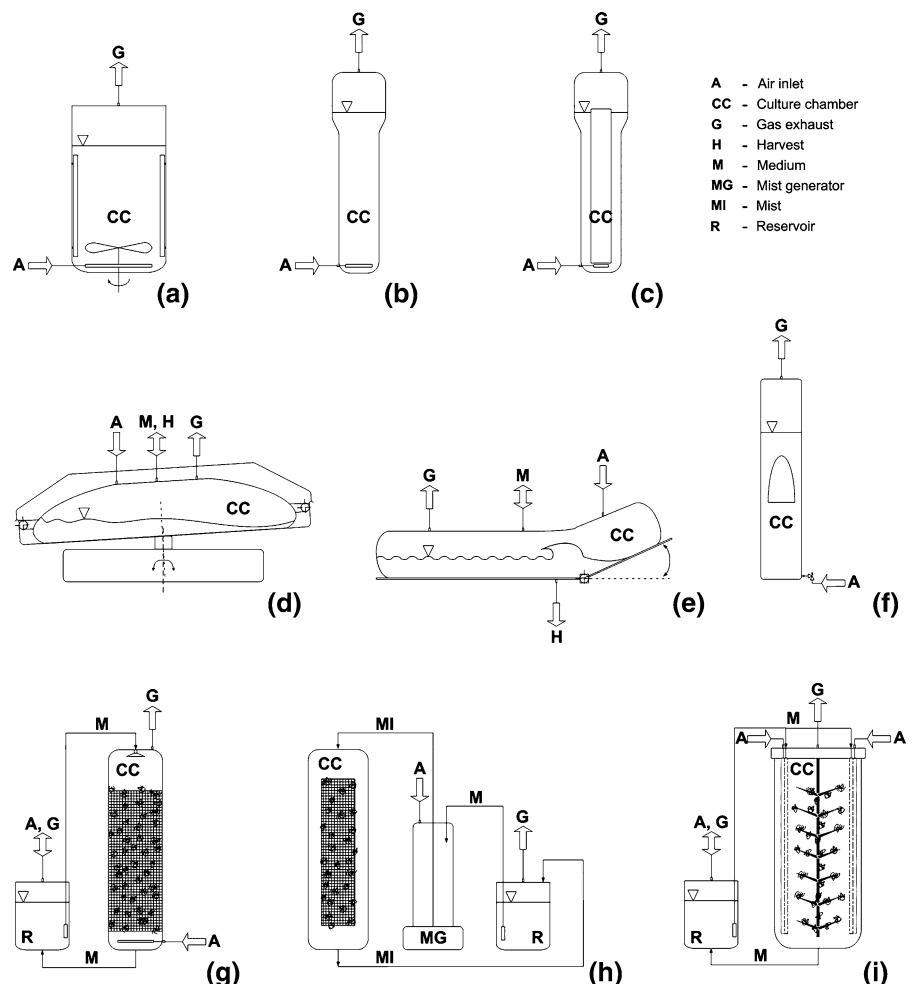 G
G
G
A - Air inlet
CC - Culture chamber
G - Gas exhaust
H - Harvest
M - Medium
MG - Mist generator
MI - Mist
R - Reservoir
CC
CC
CC
A
A
A
(a)
(b)
(c)
G
A
M, H
G
CC
(d)
G
M
A
CC
H
(e)
CC
A
(f)
G
M
CC
A, G
R
A
M
(g)
MI
CC
A
M
G
MG
R
MI
(h)
G
M
A
A
CC
A, G
R
M
(i)